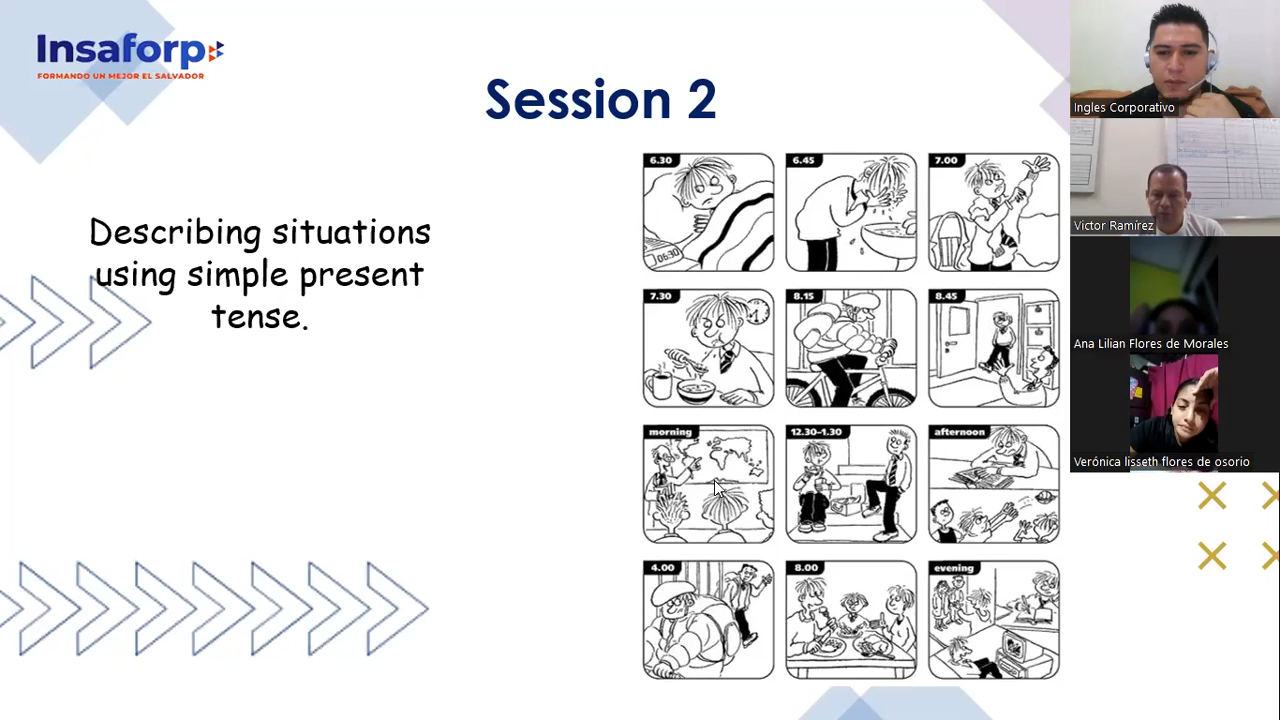 Insaforp
FORMANDO UN MEJOR EL SALVADOR
Session 2
Describing situations
using simple present
tense.
6.30
6.45
7.00
06:30
7.30
8.15
8.45
morning
12.30–1.30
afternoon
4.00
8.00
evening
Ingles Corporativo
Victor Ramírez
Ana Lilian Flores de Morales
Verónica lisseth flores de osorio